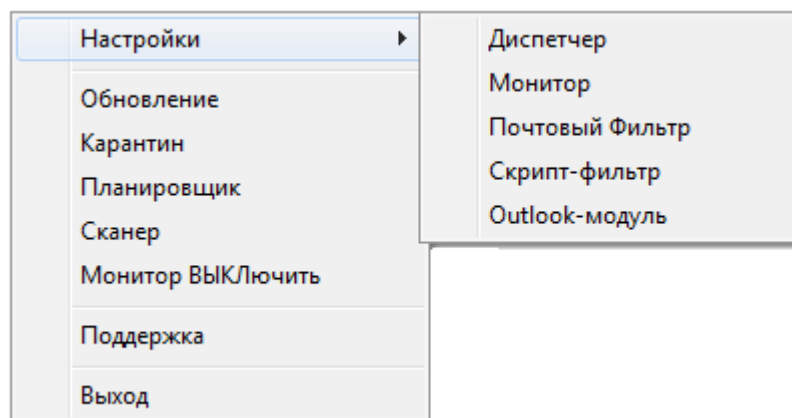 Настройки
Обновление
Карантин
Планировщик
Сканер
Монитор ВЫКЛючить
Поддержка
Выход
Диспетчер
Монитор
Почтовый Фильтр
Скрипт-фильтр
Outlook-модуль